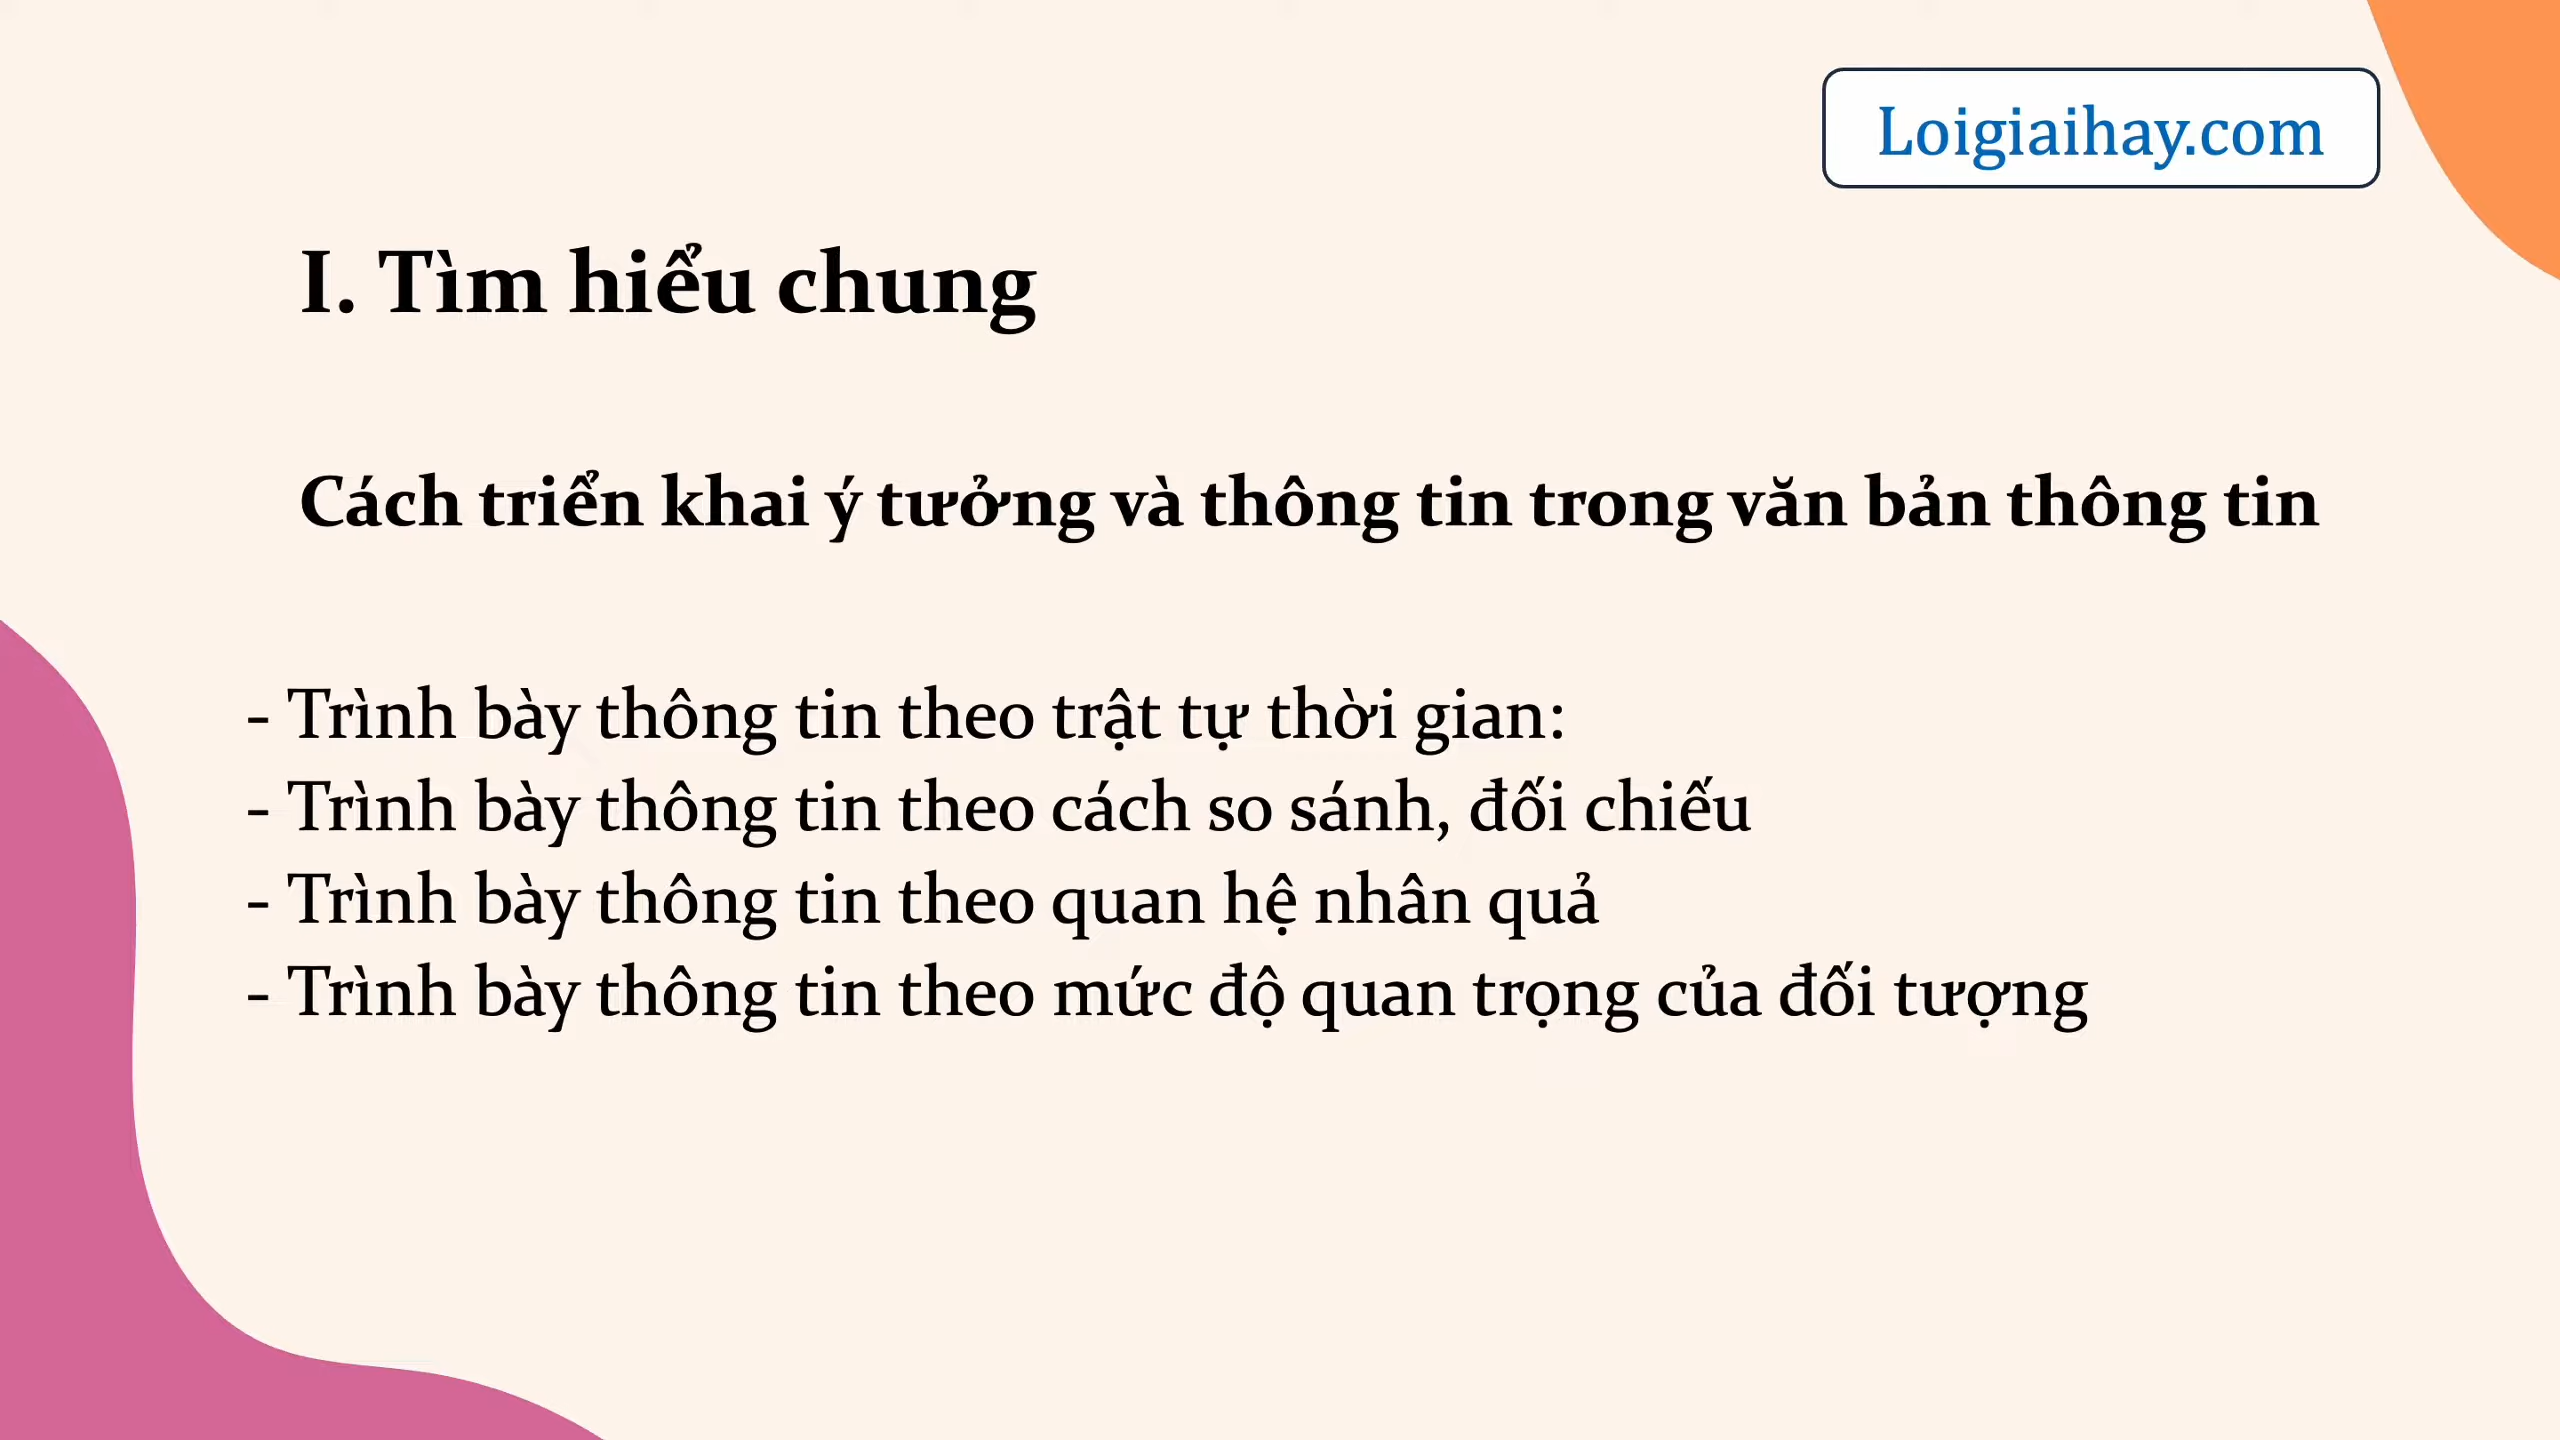 Loigiaihay.com
I. Tìm hiểu chung
Cách triển khai ý tưởng và thông tin trong văn bản thông tin
- Trình bày thông tin theo trật tự thời gian:
- Trình bày thông tin theo cách so sánh, đối chiếu
- Trình bày thông tin theo quan hệ nhân quả
- Trình bày thông tin theo mức độ quan trọng của đối tượng